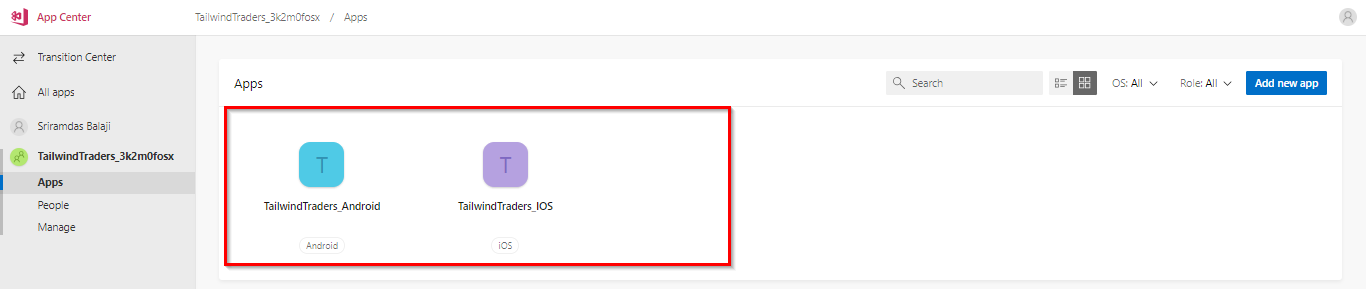 App Center
TailwindTraders_3k2m0fosx / Apps
Transition Center
All apps
Sriramdas Balaji
TailwindTraders_3k2m0fosx
Apps
People
Manage
Apps
Search
OS: All
Role: All
Add new app
T
T
TailwindTraders_Android
TailwindTraders_IOS
Android
iOS